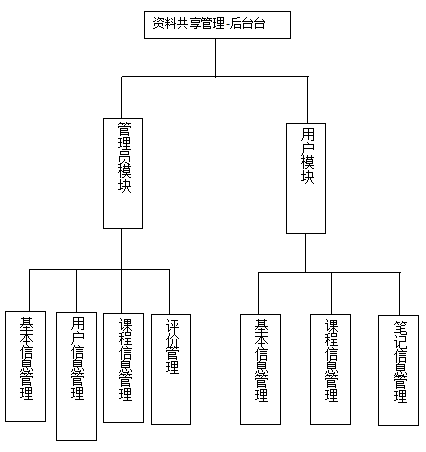 资料共享管理-后台台
管理员模块
用户模块
基本信息管理
用户信息管理
课程信息管理
评价管理
基本信息管理
课程信息管理
笔记信息管理